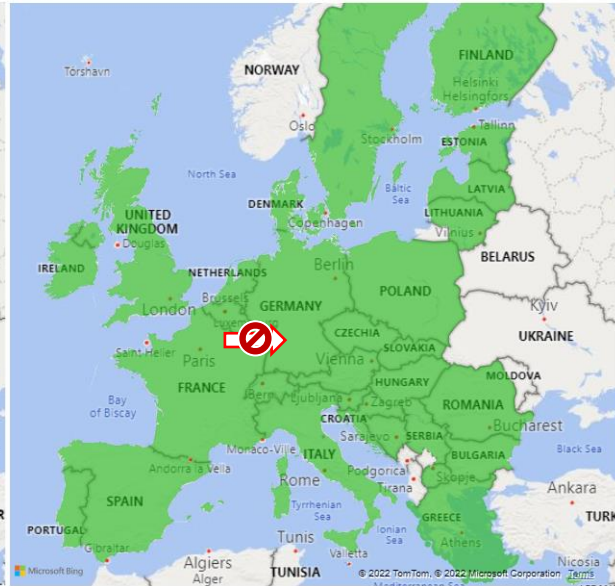 FINLAND
Tórshavn
NORWAY
Helsinki
Helsingfors
Oslo
Tallinn
Stockholm
ESTONIA
North Sea
LATVIA
Baltic
Sea
DENMARK
Copenhagen
LITHUANIA
Vilnius
UNITED
KINGDOM
Douglas
BELARUS
IRELAND
NETHERLANDS
Berlin
POLAND
London
Brussels
GERMANY
Kyiv
UKRAINE
CZECHIA
SLOVAKIA
Saint Helier
Paris
Vienna
MOLDOVA
HUNGARY
FRANCE
Bern
Ljubljana
Zagreb
ROMANIA
Bay
of Biscay
CROATIA
Bucharest
Sarajevo
SERBIA
Black Sea
Monaco-Ville
ITALY
BULGARIA
Andorra la Vella
Podgorica
Skopje
Rome
Tirana
Ankara
SPAIN
Tyrrhenian
Sea
GREECE
TURK
PORTUGAL
Ionian
Sea
Athens
Gibraltar
Tunis
Valletta
Algiers
Alger
TUNISIA
Nicosia
Microsoft Bing
© 2022 TomTom, © 2022 Microsoft Corporation Terms